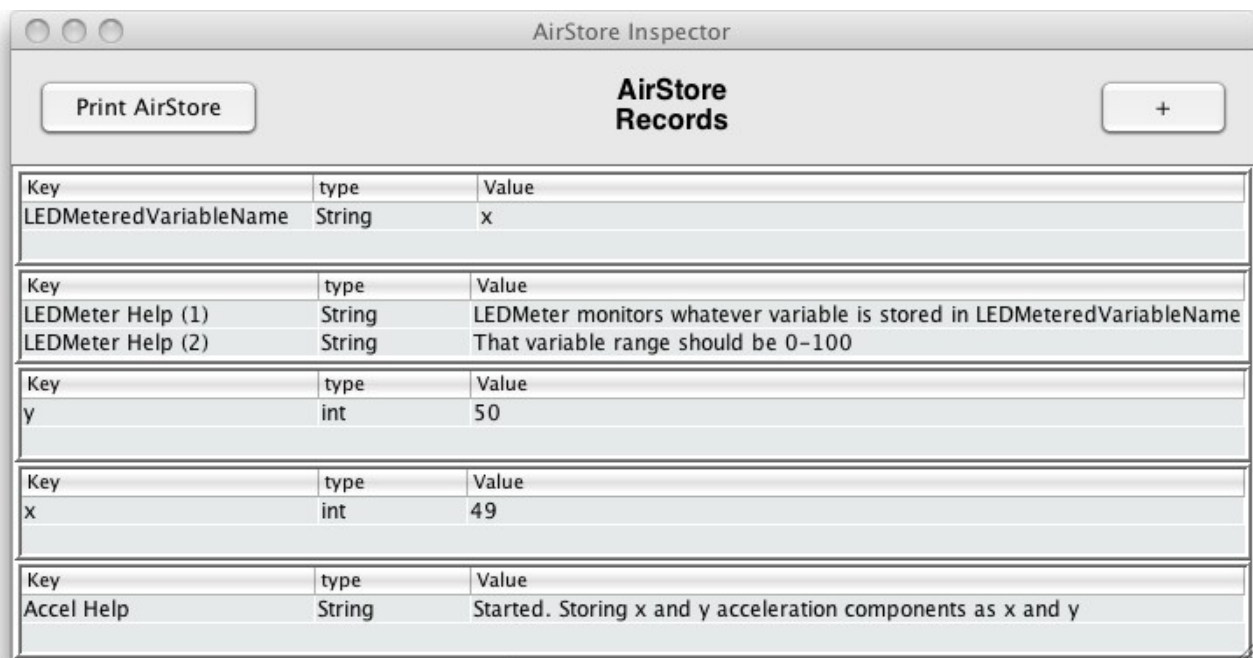 AirStore Inspector
Print AirStore
AirStore
Records
+
Key type Value
LEDMeteredVariableName String x
Key type Value
LEDMeter Help (1) String LEDMeter monitors whatever variable is stored in LEDMeteredVariableName
LEDMeter Help (2) String That variable range should be 0-100
Key type Value
y int 50
Key type Value
x int 49
Key type Value
Accel Help String Started. Storing x and y acceleration components as x and y